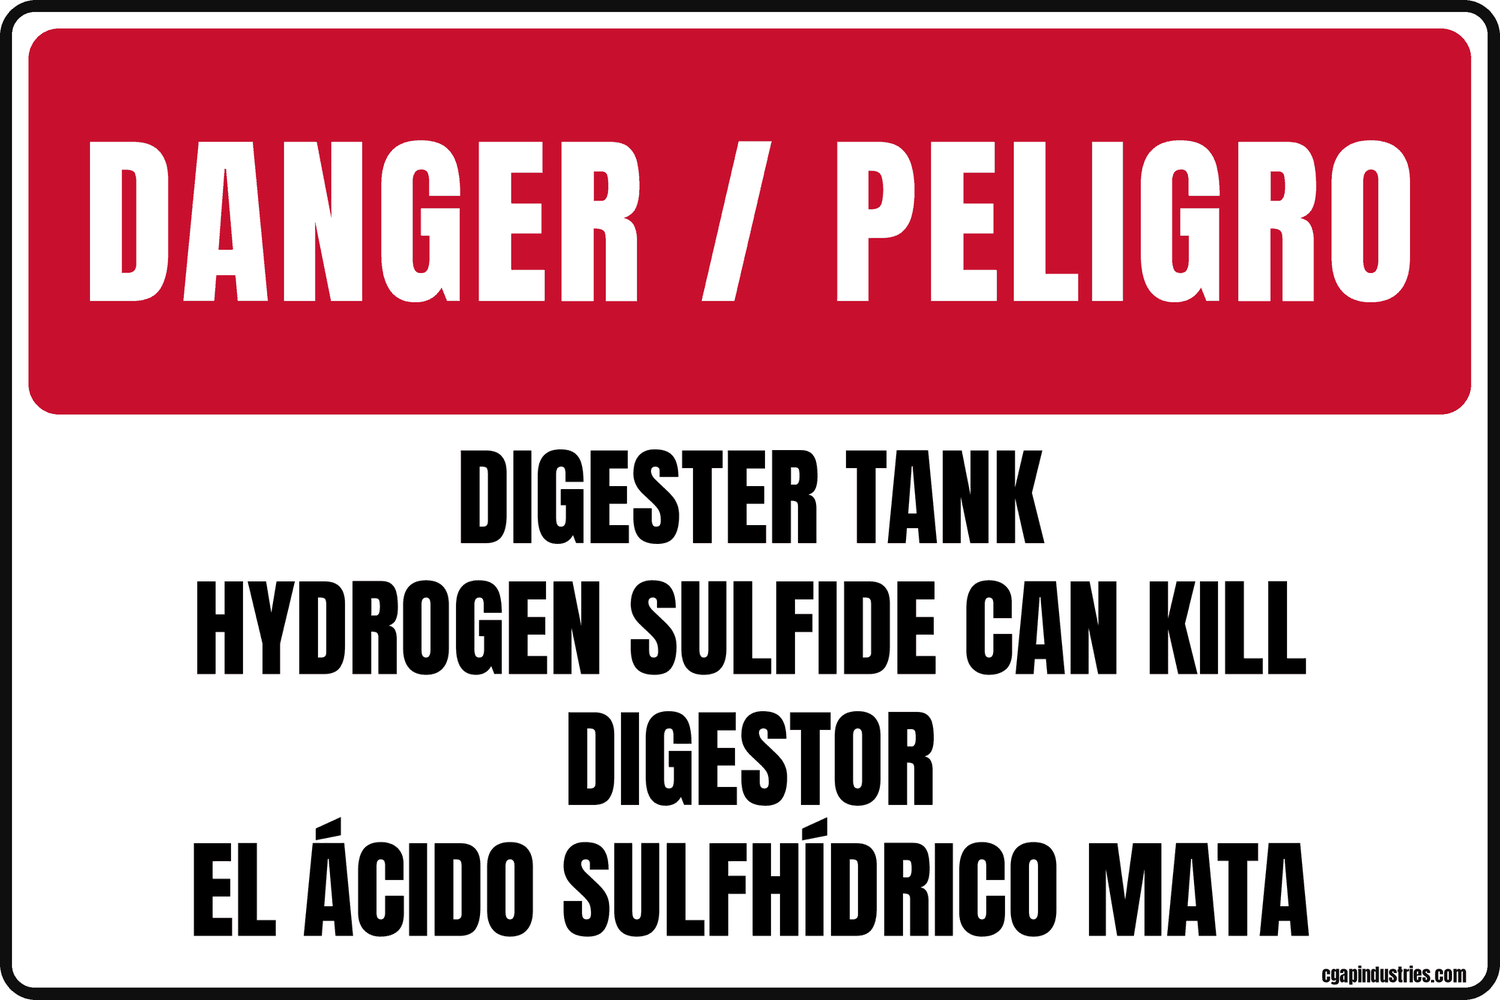 DANGER / PELIGRO
DIGESTER TANK
HYDROGEN SULFIDE CAN KILL
DIGESTOR
EL ÁCIDO SULFHÍDRICO MATA
cgapindustries.com